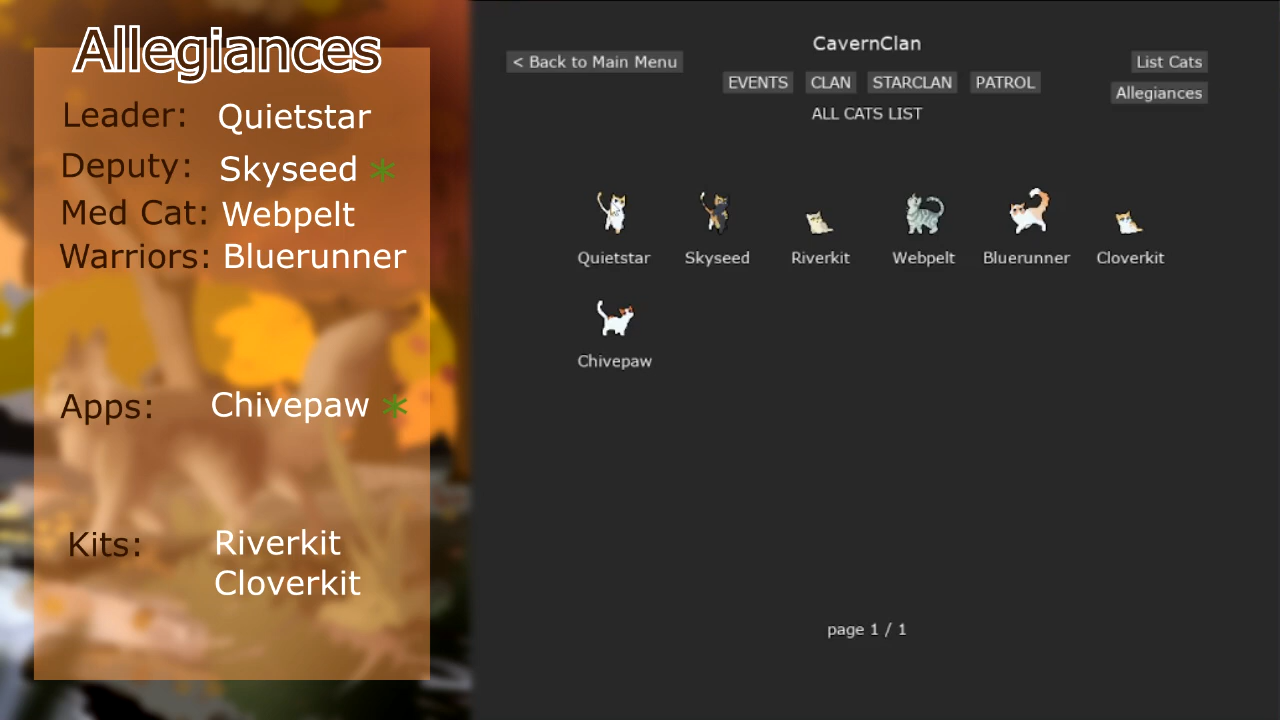 Allegiances
Leader: Quietstar
Deputy: Skyseed *
Med Cat: Webpelt
Warriors: Bluerunner
Apps: Chivepaw *
Kits: Riverkit
Cloverkit
CavernClan
< Back to Main Menu
List Cats
EVENTS CLAN STARCLAN PATROL
Allegiances
ALL CATS LIST
Quietstar Skyseed Riverkit Webpelt Bluerunner Cloverkit
Chivepaw
page 1 / 1